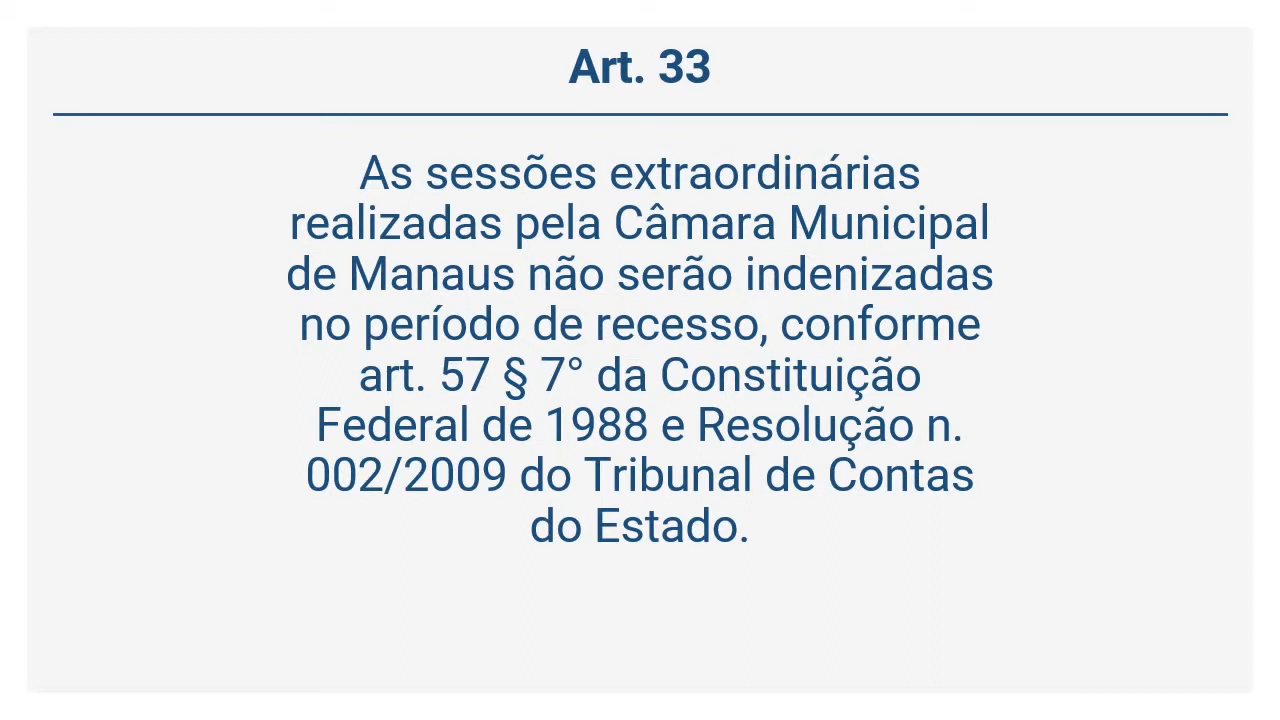 Art. 33
As sessões extraordinárias
realizadas pela Câmara Municipal
de Manaus não serão indenizadas
no período de recesso, conforme
art. 57 § 7° da Constituição
Federal de 1988 e Resolução n.
002/2009 do Tribunal de Contas
do Estado.